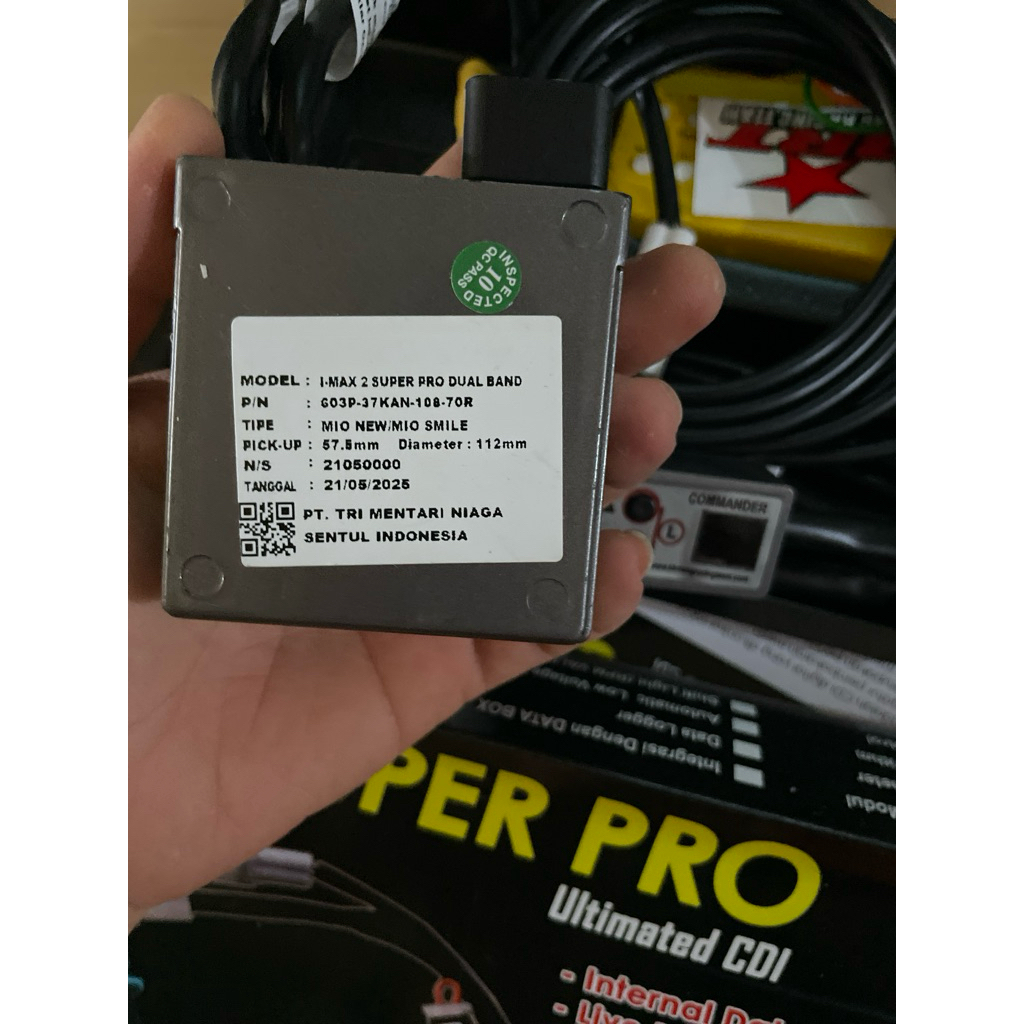 INSPECTED
10
QC PASS
MODEL : I-MAX 2 SUPER PRO DUAL BAND
P/N : 603P-37KAN-108-70R
TIPE : MIO NEW/MIO SMILE
PICK-UP : 57.5mm Diameter : 112mm
N/S : 21050000
TANGGAL : 21/05/2025
PT. TRI MENTARI NIAGA
SENTUL INDONESIA
COMMANDER
L
Automatic Low Voltage
Data Logger
Integrasi Dengan DATA BOX
Modul
PER PRO
Ultimated CDI
- Internal